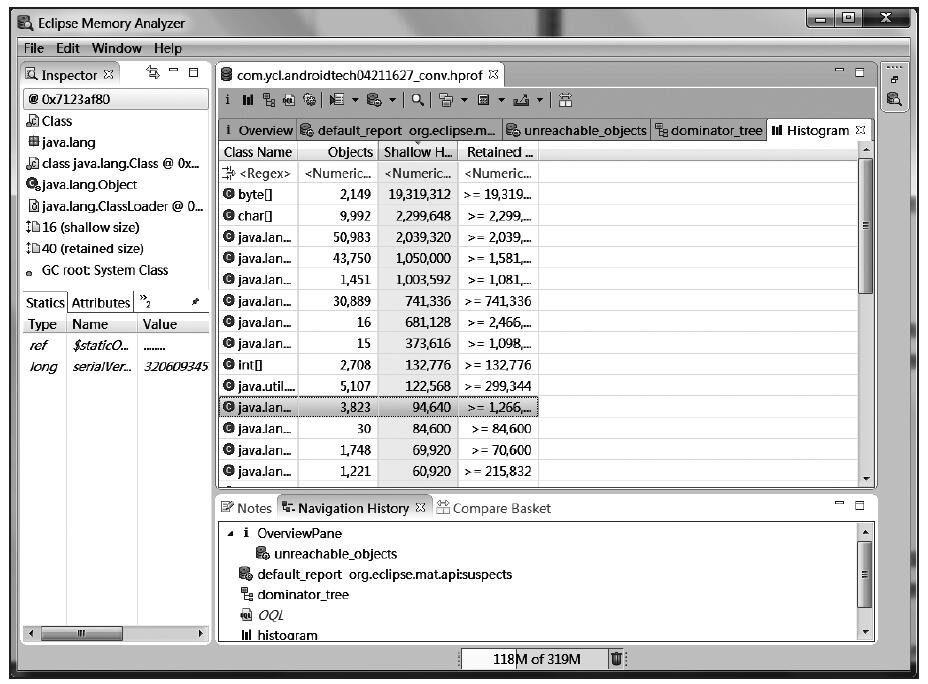 Eclipse Memory Analyzer
File Edit Window Help
Inspector
@ 0x7123af80
Class
java.lang
class java.lang.Class @ 0x...
java.lang.Object
java.lang.ClassLoader @ 0...
16 (shallow size)
40 (retained size)
GC root: System Class
Statics Attributes »2
Type Name Value
ref $staticO... ........
long serialVer... 320609345
com.ycl.androidtech04211627_conv.hprof
i Overview default_report org.eclipse.m... unreachable_objects dominator_tree Histogram
Class Name Objects Shallow H... Retained ...
<Regex> <Numeric... <Numeric... <Numeric...
byte[] 2,149 19,319,312 >= 19,319...
char[] 9,992 2,299,648 >= 2,299,...
java.lan... 50,983 2,039,320 >= 2,039,...
java.lan... 43,750 1,050,000 >= 1,581,...
java.lan... 1,451 1,003,592 >= 1,081,...
java.lan... 30,889 741,336 >= 741,336
java.lan... 16 681,128 >= 2,466,...
java.lan... 15 373,616 >= 1,098,...
int[] 2,708 132,776 >= 132,776
java.util.... 5,107 122,568 >= 299,344
java.lan... 3,823 94,640 >= 1,266,...
java.lan... 30 84,600 >= 84,600
java.lan... 1,748 69,920 >= 70,600
java.lan... 1,221 60,920 >= 215,832
Notes Navigation History Compare Basket
i OverviewPane
unreachable_objects
default_report org.eclipse.mat.api:suspects
dominator_tree
OQL
histogram
118M of 319M